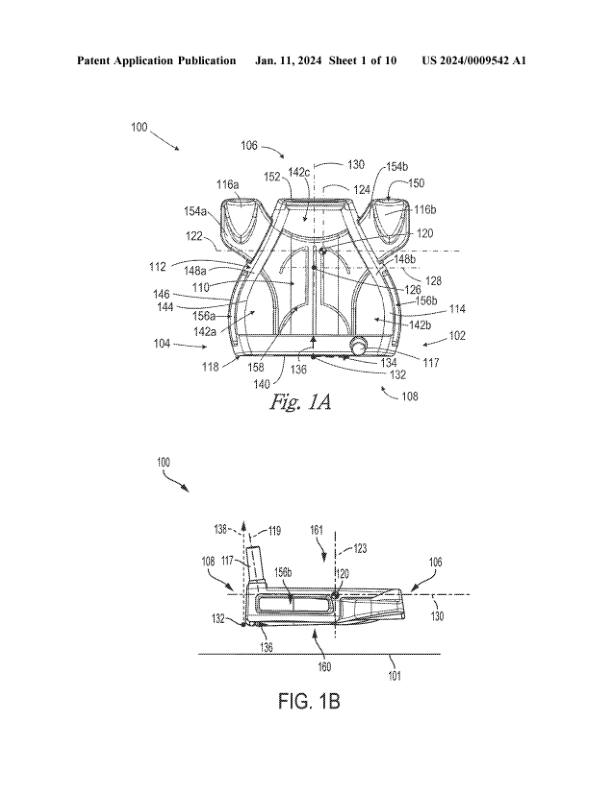 Patent Application Publication Jan. 11, 2024 Sheet 1 of 10 US 2024/0009542 A1
100
106
130
152
142c
154b
124
150
116a
116b
154a
122
120
112
148a
148b
128
110
126
146
144
156b
114
156a
142a
142b
104
102
158
136
134
117
118
140
132
108
Fig. 1A
100
138
119
161
123
117
108
156b
120
106
130
132
136
160
101
FIG. 1B